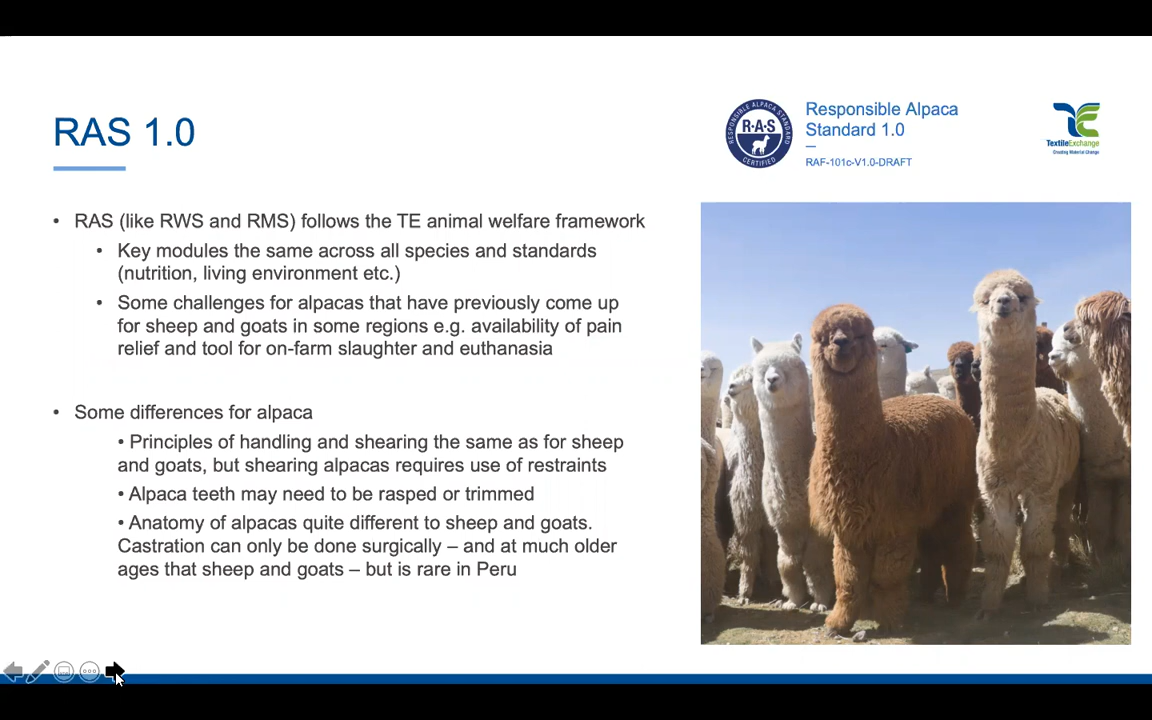 RAS 1.0
RESPONSIBLE ALPACA STANDARD
R·A·S
CERTIFIED
Responsible Alpaca
Standard 1.0
RAF-101c-V1.0-DRAFT
TextileExchange
Creating Material Change
• RAS (like RWS and RMS) follows the TE animal welfare framework
• Key modules the same across all species and standards
(nutrition, living environment etc.)
• Some challenges for alpacas that have previously come up
for sheep and goats in some regions e.g. availability of pain
relief and tool for on-farm slaughter and euthanasia
• Some differences for alpaca
• Principles of handling and shearing the same as for sheep
and goats, but shearing alpacas requires use of restraints
• Alpaca teeth may need to be rasped or trimmed
• Anatomy of alpacas quite different to sheep and goats.
Castration can only be done surgically – and at much older
ages that sheep and goats – but is rare in Peru